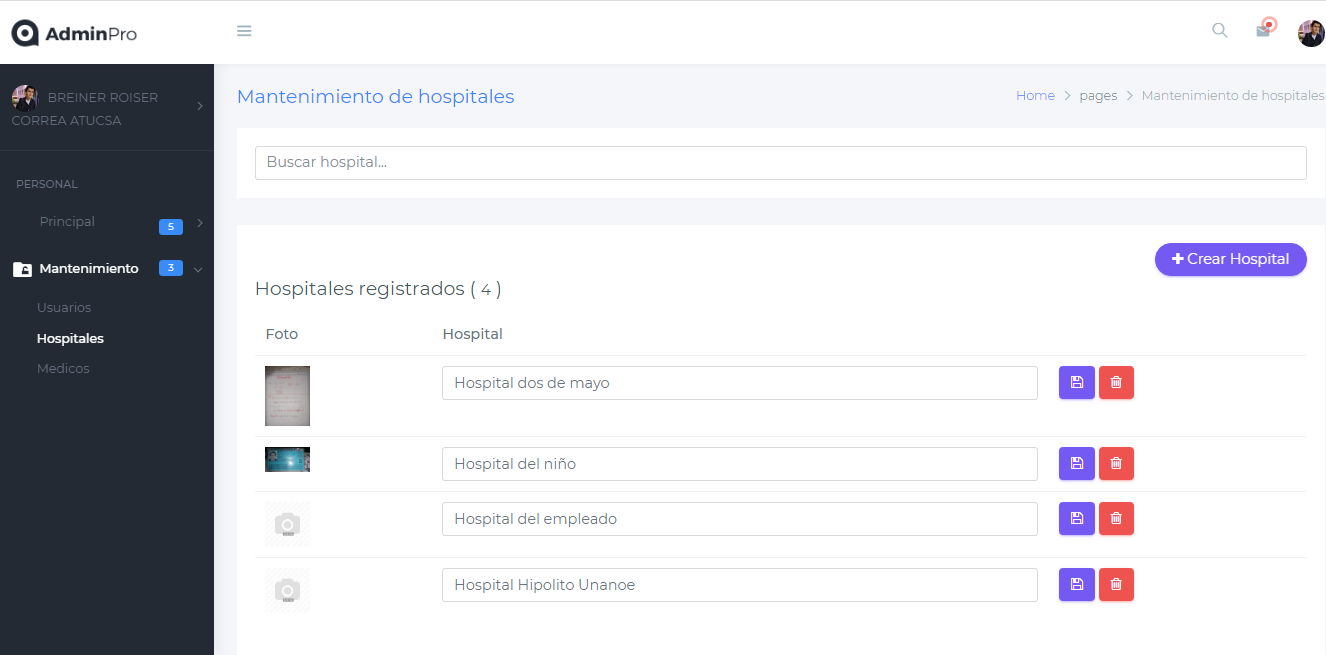 AdminPro
BREINER ROISER
CORREA ATUCSA
PERSONAL
Principal 5
Mantenimiento 3
Usuarios
Hospitales
Medicos
Mantenimiento de hospitales
Home > pages > Mantenimiento de hospitales
Buscar hospital...
Crear Hospital
Hospitales registrados ( 4 )
Foto Hospital
Hospital dos de mayo
Hospital del niño
Hospital del empleado
Hospital Hipolito Unanoe